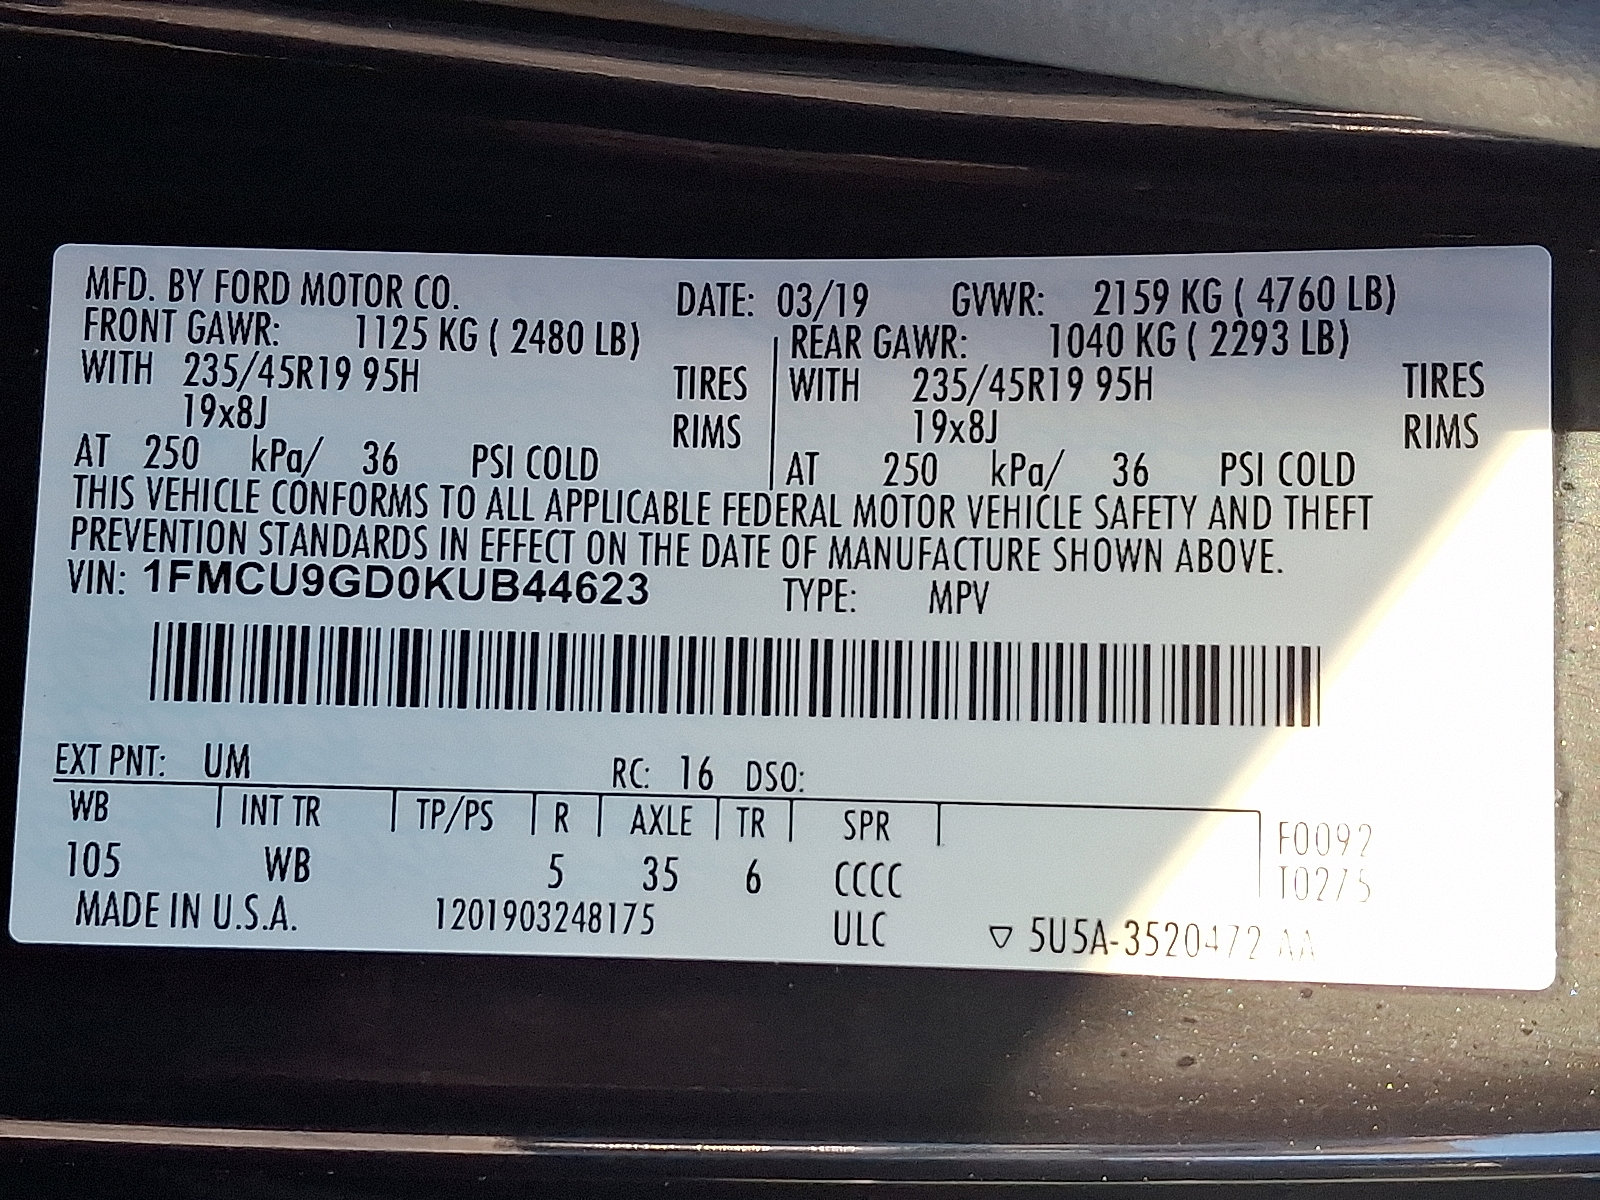 MFD. BY FORD MOTOR CO. DATE: 03/19 GVWR: 2159 KG ( 4760 LB)
FRONT GAWR: 1125 KG ( 2480 LB) REAR GAWR: 1040 KG ( 2293 LB)
WITH 235/45R19 95H TIRES WITH 235/45R19 95H TIRES
19x8J RIMS 19x8J RIMS
AT 250 kPa/ 36 PSI COLD AT 250 kPa/ 36 PSI COLD
THIS VEHICLE CONFORMS TO ALL APPLICABLE FEDERAL MOTOR VEHICLE SAFETY AND THEFT
PREVENTION STANDARDS IN EFFECT ON THE DATE OF MANUFACTURE SHOWN ABOVE.
VIN: 1FMCU9GD0KUB44623 TYPE: MPV
EXT PNT: UM RC: 16 DSO:
WB INT TR TP/PS R AXLE TR SPR F0092
105 WB 5 35 6 CCCC T0275
MADE IN U.S.A. 1201903248175 ULC ▽ 5U5A-3520472 AA